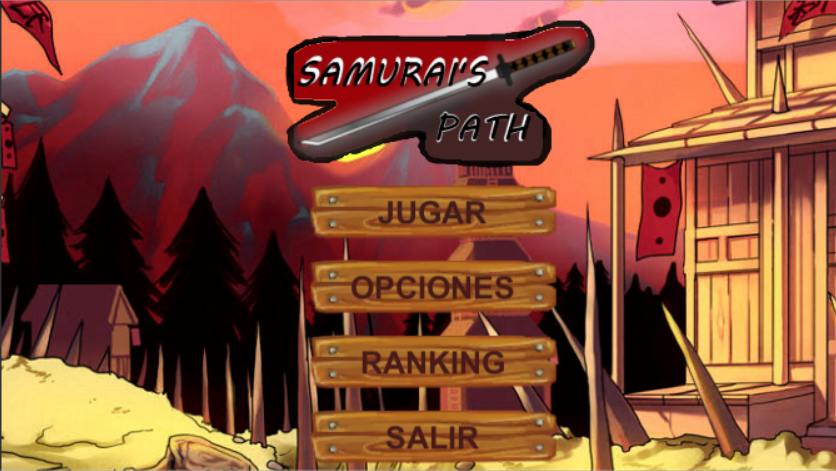 SAMURAI'S
PATH
JUGAR
OPCIONES
RANKING
SALIR